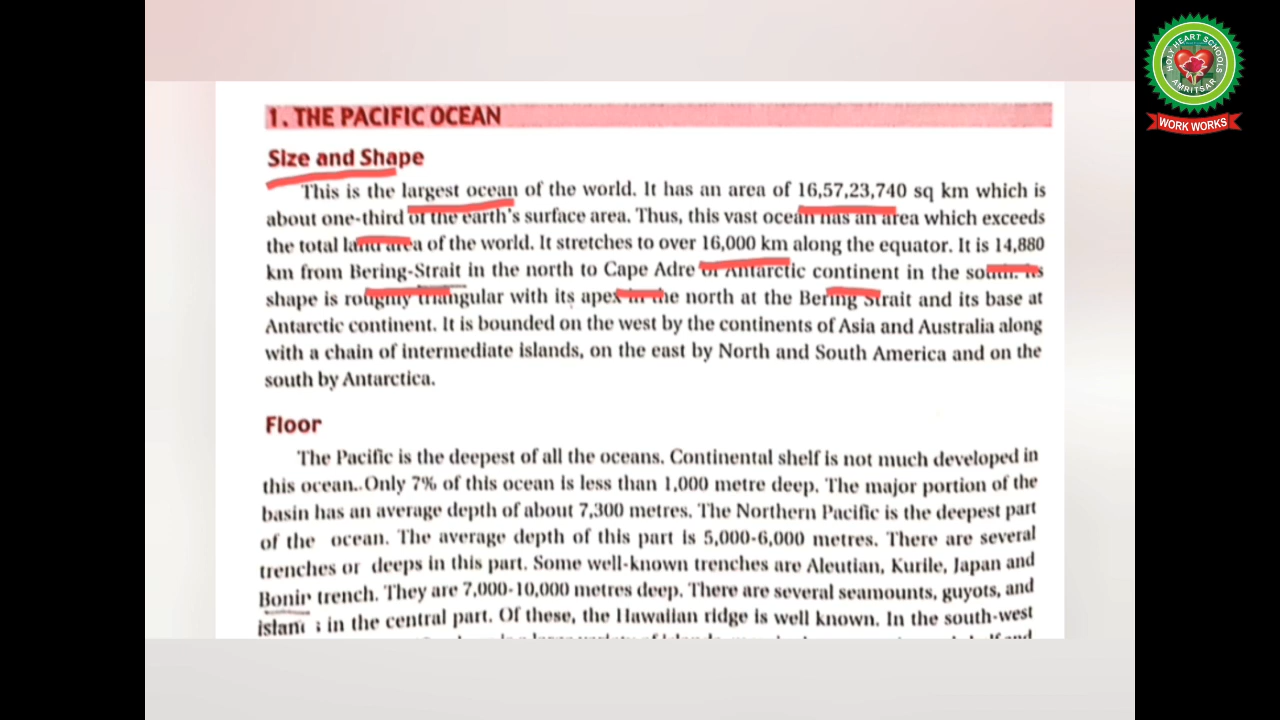 1. THE PACIFIC OCEAN
Size and Shape
This is the largest ocean of the world. It has an area of 16,57,23,740 sq km which is
about one-third of the earth's surface area. Thus, this vast ocean has an area which exceeds
the total land area of the world. It stretches to over 16,000 km along the equator. It is 14,880
km from Bering-Strait in the north to Cape Adre of Antarctic continent in the south. Its
shape is roughly triangular with its apex in the north at the Bering Strait and its base at
Antarctic continent. It is bounded on the west by the continents of Asia and Australia along
with a chain of intermediate islands, on the east by North and South America and on the
south by Antarctica.
Floor
The Pacific is the deepest of all the oceans. Continental shelf is not much developed in
this ocean..Only 7% of this ocean is less than 1,000 metre deep. The major portion of the
basin has an average depth of about 7,300 metres. The Northern Pacific is the deepest part
of the ocean. The average depth of this part is 5,000-6,000 metres. There are several
trenches or deeps in this part. Some well-known trenches are Aleutian, Kurile, Japan and
Bonin trench. They are 7,000-10,000 metres deep. There are several seamounts, guyots, and
in the central part. Of these, the Hawaiian ridge is well known. In the south-west
HOLY HEART SCHOOLS
AMRITSAR
WORK WORKS